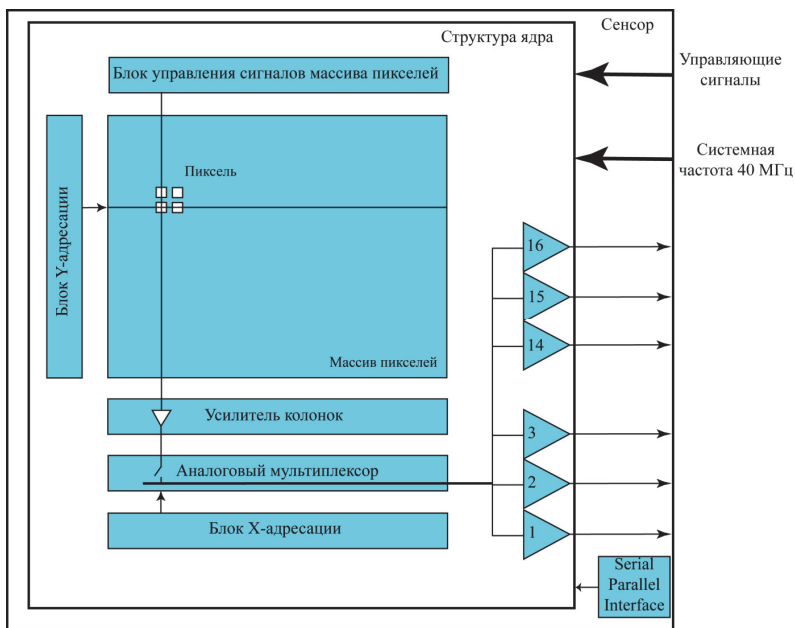 Сенсор
Структура ядра
Управляющие
сигналы
Блок управления сигналов массива пикселей
Системная
частота 40 МГц
Блок Y-адресации
Пиксель
Массив пикселей
16
15
14
Усилитель колонок
3
Аналоговый мультиплексор
2
Блок X-адресации
1
Serial
Parallel
Interface